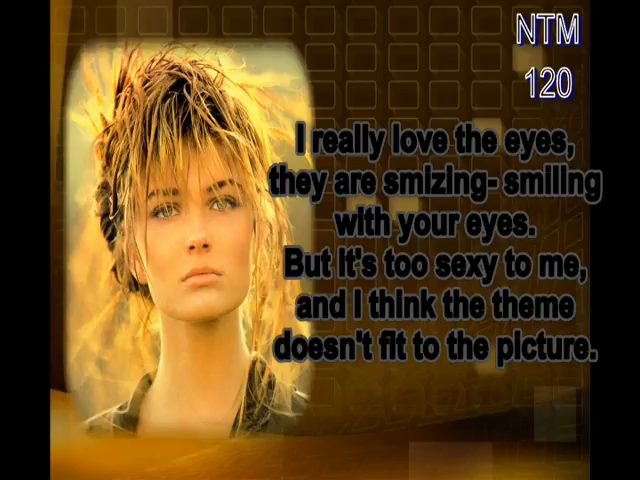 NTM
120
I really love the eyes,
they are smizing- smiling
with your eyes.
But it's too sexy to me,
and I think the theme
doesn't fit to the picture.